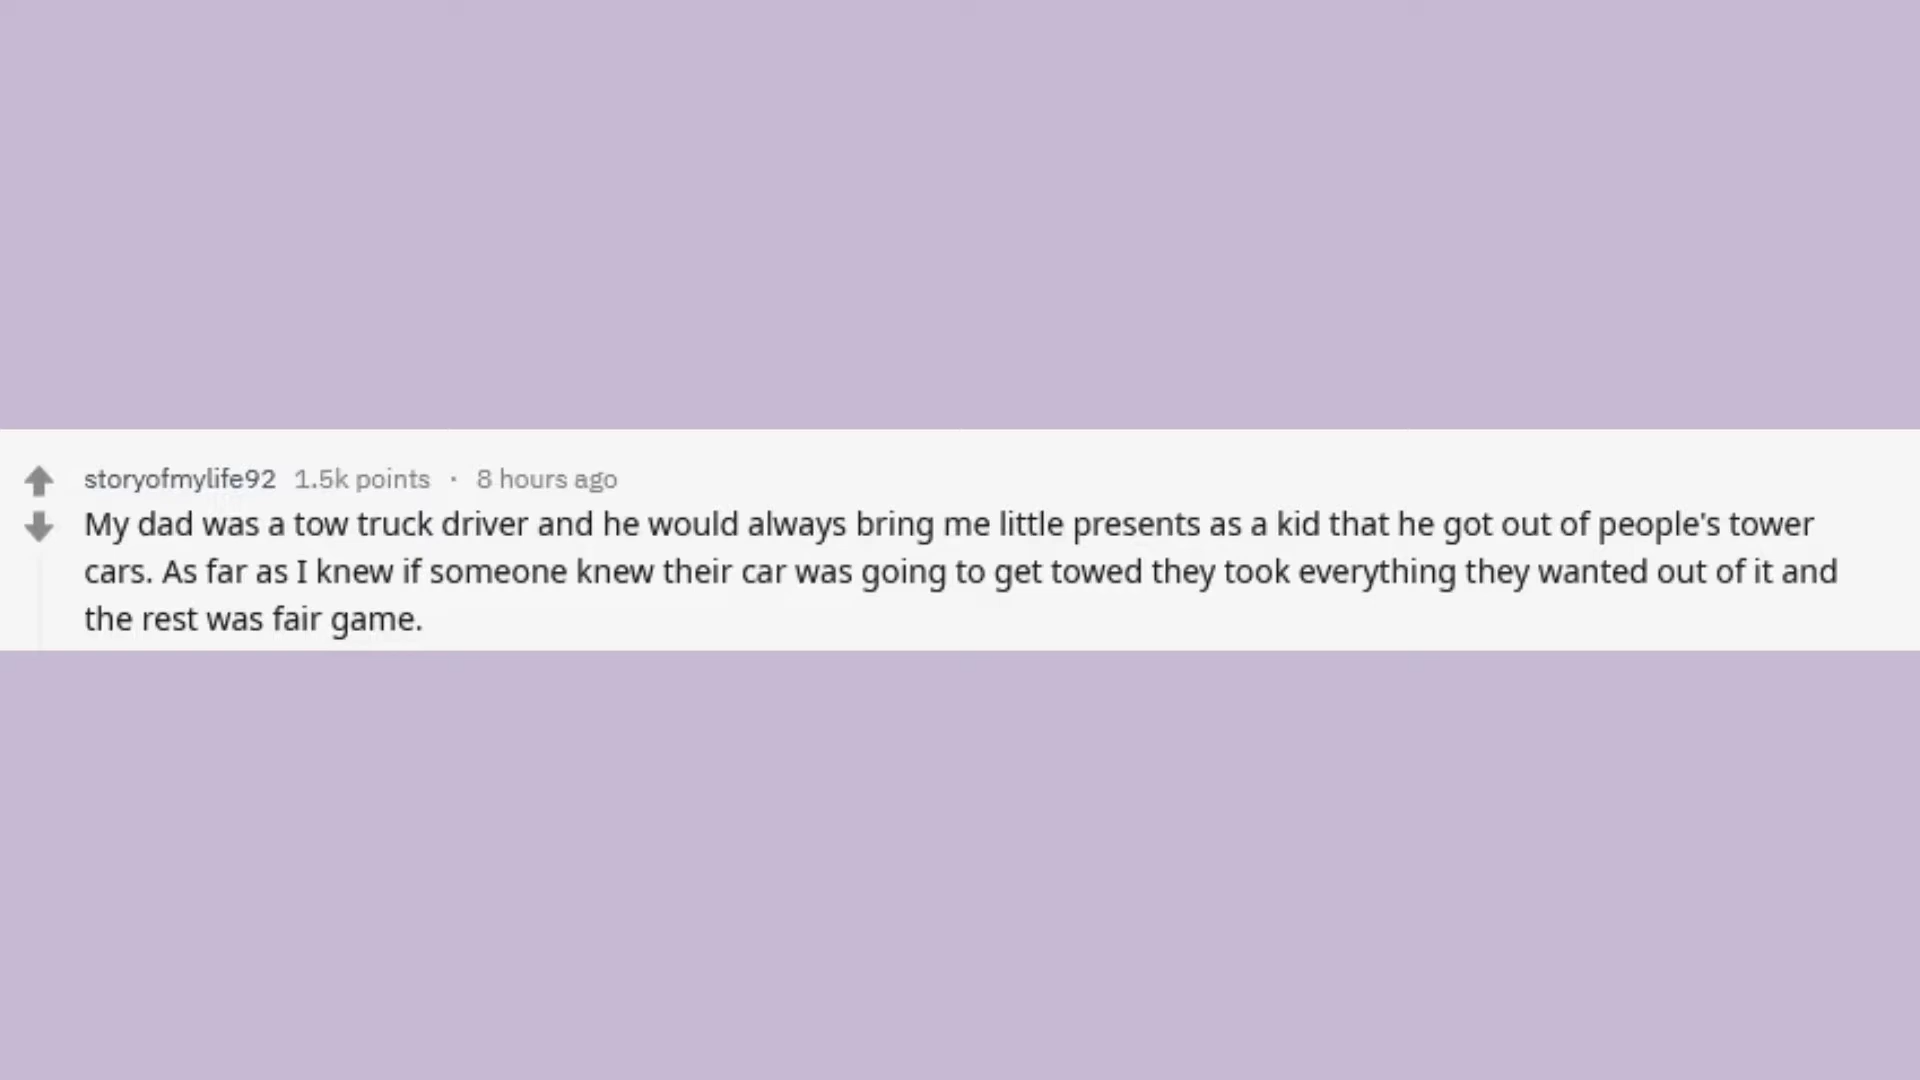 storyofmylife92 1.5k points · 8 hours ago
My dad was a tow truck driver and he would always bring me little presents as a kid that he got out of people's tower
cars. As far as I knew if someone knew their car was going to get towed they took everything they wanted out of it and
the rest was fair game.